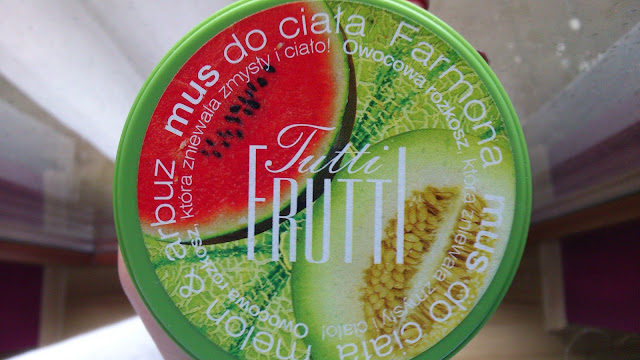 Tutti
FRUTTI
mus do ciała Farmona
Owocowa rozkosz, która zniewala zmysły i ciało!
mus do ciała melon & arbuz
Owocowa rozkosz, która zniewala zmysły i ciało!